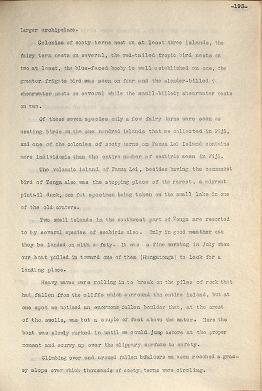 -193-
larger archipelago.
Colonies of sooty terns nest on at least three islands, the
fairy tern nests on several, the red-tailed tropic bird nests on
two at least, the blue-faced booby is well established on one, the
greater frigate bird was seen on four and the slender-billed
shearwater nests on several while the small-billed shearwater nests
on two.
Of these seven species only a few fairy terns were seen as
nesting birds on the one hundred islands that we collected in Fiji,
and one of the colonies of sooty terns on Fanua Lei Island contains
more individuals than the entire number of seabirds seen in Fiji.
The volcanic island of Fanua Lei, besides having the
bird of Tonga also was the stopping place of the rarest, a migrant
pintail duck, one fat specimen being taken on the small lake in one
of the old craters.
Two small islands in the southwest part of Tonga are resorted
to by several species of seabirds also. Only in good weather can
they be landed on with safety. It was a fine morning in July when
our boat pulled in toward one of them (Hunga Tonga) to look for a
landing place.
Heavy waves were rolling in to break on the piles of rock that
had fallen from the cliffs which surround the entire island, but at
one spot we noticed an enormous fallen boulder that, at the crest
of the swells, was but a couple of feet above the water. Here the
boat was slowly backed in until we could jump ashore at the proper
moment and scurry up over the slippery surface to safety.
Climbing over and around fallen boulders we soon reached a grass-
y slope over which thousands of sooty terns were circling.